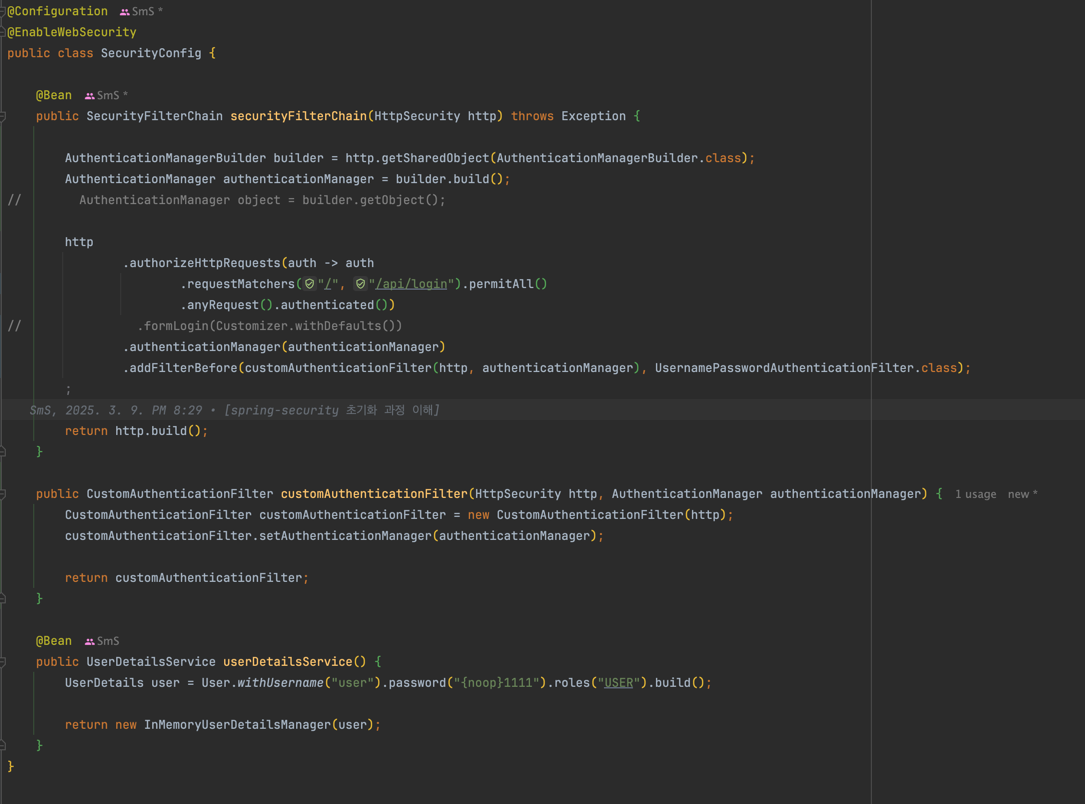 @Configuration SmS *
@EnableWebSecurity
public class SecurityConfig {
@Bean SmS *
public SecurityFilterChain securityFilterChain(HttpSecurity http) throws Exception {
AuthenticationManagerBuilder builder = http.getSharedObject(AuthenticationManagerBuilder.class);
AuthenticationManager authenticationManager = builder.build();
// AuthenticationManager object = builder.getObject();
http
.authorizeHttpRequests(auth -> auth
.requestMatchers("/", "/api/login").permitAll()
.anyRequest().authenticated())
// .formLogin(Customizer.withDefaults())
.authenticationManager(authenticationManager)
.addFilterBefore(customAuthenticationFilter(http, authenticationManager), UsernamePasswordAuthenticationFilter.class);
;
SmS, 2025. 3. 9. PM 8:29 • [spring-security 초기화 과정 이해]
return http.build();
}
public CustomAuthenticationFilter customAuthenticationFilter(HttpSecurity http, AuthenticationManager authenticationManager) { 1 usage new *
CustomAuthenticationFilter customAuthenticationFilter = new CustomAuthenticationFilter(http);
customAuthenticationFilter.setAuthenticationManager(authenticationManager);
return customAuthenticationFilter;
}
@Bean SmS
public UserDetailsService userDetailsService() {
UserDetails user = User.withUsername("user").password("{noop}1111").roles("USER").build();
return new InMemoryUserDetailsManager(user);
}
}